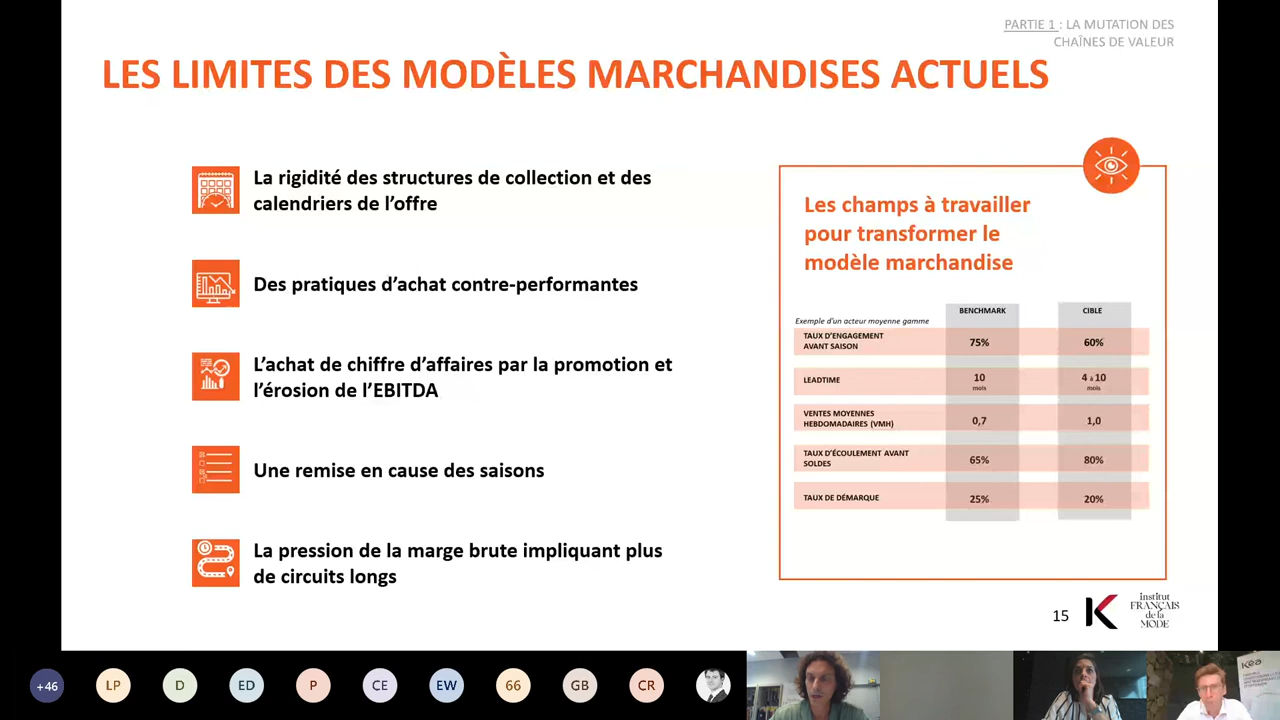 PARTIE 1 : LA MUTATION DES
CHAÎNES DE VALEUR
LES LIMITES DES MODÈLES MARCHANDISES ACTUELS
La rigidité des structures de collection et des
calendriers de l’offre
Des pratiques d’achat contre-performantes
L’achat de chiffre d’affaires par la promotion et
l’érosion de l’EBITDA
Une remise en cause des saisons
La pression de la marge brute impliquant plus
de circuits longs
Les champs à travailler
pour transformer le
modèle marchandise
Exemple d'un acteur moyenne gamme
BENCHMARK
CIBLE
TAUX D’ENGAGEMENT
AVANT SAISON
75%
60%
LEADTIME
10
mois
4 à 10
mois
VENTES MOYENNES
HEBDOMADAIRES (VMH)
0,7
1,0
TAUX D’ÉCOULEMENT AVANT
SOLDES
65%
80%
TAUX DE DÉMARQUE
25%
20%
15
K
institut
FRANÇAIS
de la
MODE
+46
LP
D
ED
P
CE
EW
66
GB
CR
kea